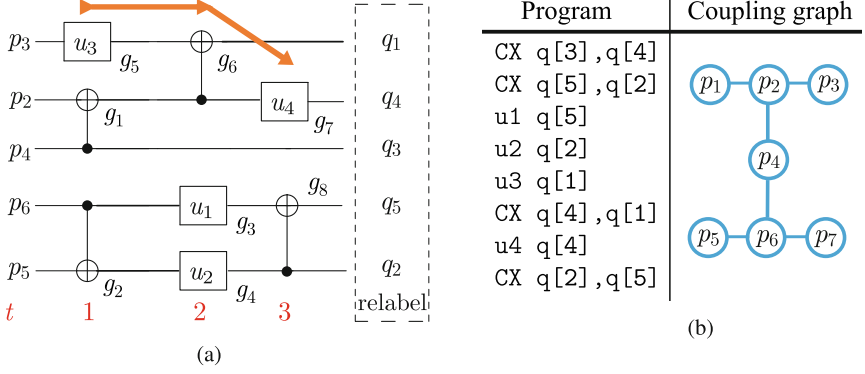 p3 u3 g5 g6 q1
p2 g1 u4 g7 q4
p4 q3
p6 u1 g3 g8 q5
p5 g2 u2 g4 q2
t 1 2 3 relabel
(a)
Program Coupling graph
CX q[3],q[4]
CX q[5],q[2]
u1 q[5]
u2 q[2]
u3 q[1]
CX q[4],q[1]
u4 q[4]
CX q[2],q[5]
p1 p2 p3
p4
p5 p6 p7
(b)